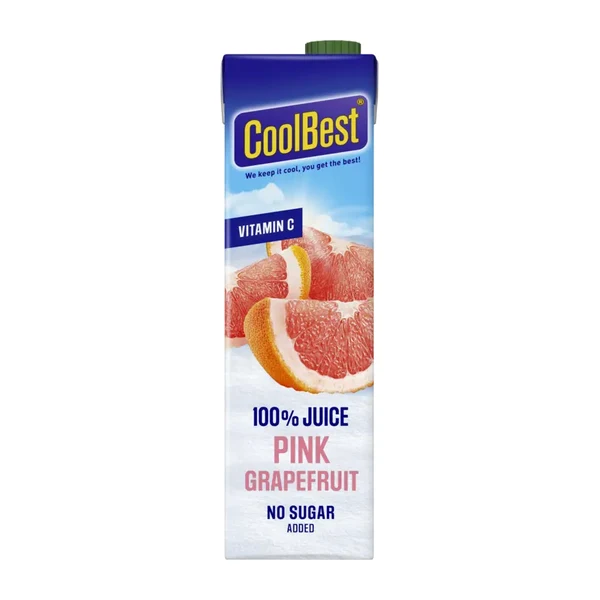 CoolBest®
We keep it cool, you get the best!
VITAMIN C
100% JUICE
PINK
GRAPEFRUIT
NO SUGAR
ADDED